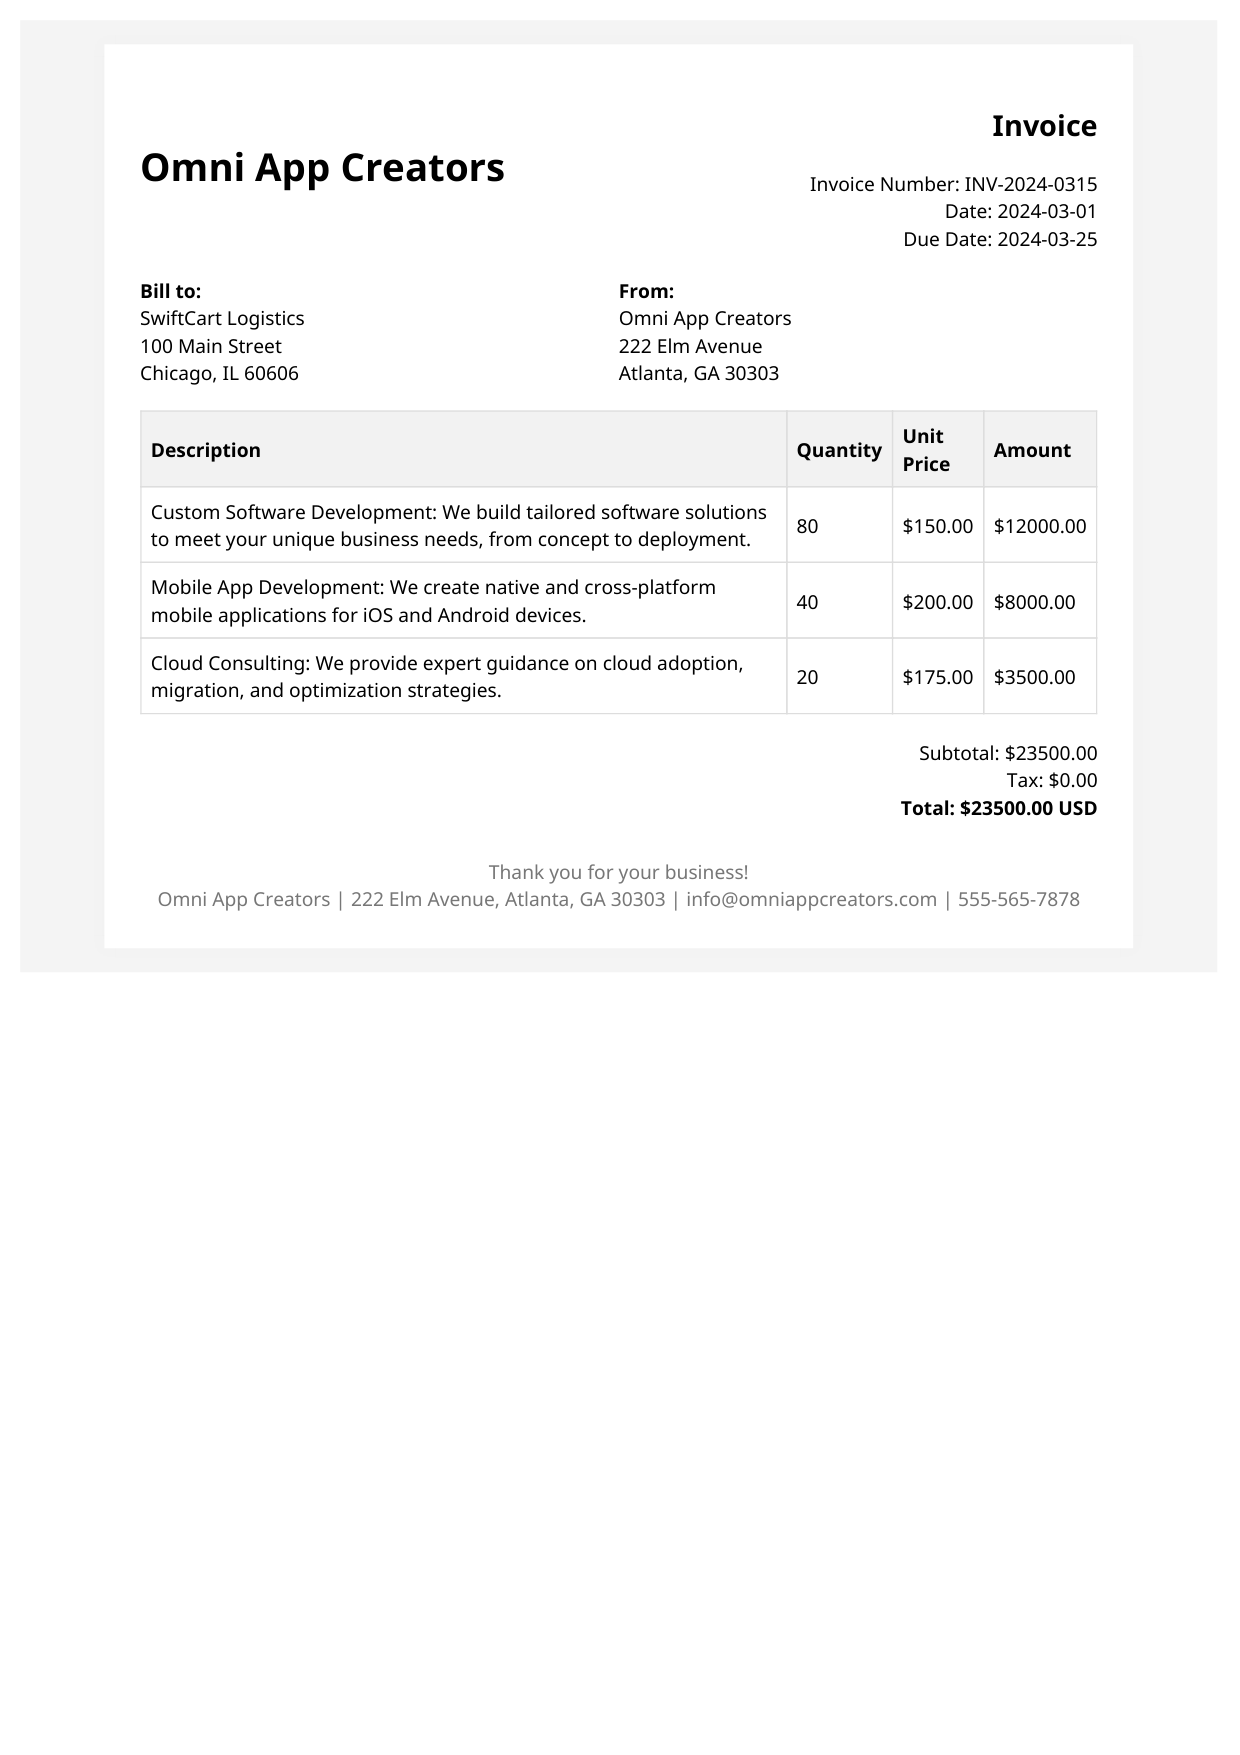 Invoice
Omni App Creators
Invoice Number: INV-2024-0315
Date: 2024-03-01
Due Date: 2024-03-25
Bill to:
SwiftCart Logistics
100 Main Street
Chicago, IL 60606
From:
Omni App Creators
222 Elm Avenue
Atlanta, GA 30303
Description Quantity Unit Price Amount
Custom Software Development: We build tailored software solutions
to meet your unique business needs, from concept to deployment.
80 $150.00 $12000.00
Mobile App Development: We create native and cross-platform
mobile applications for iOS and Android devices.
40 $200.00 $8000.00
Cloud Consulting: We provide expert guidance on cloud adoption,
migration, and optimization strategies.
20 $175.00 $3500.00
Subtotal: $23500.00
Tax: $0.00
Total: $23500.00 USD
Thank you for your business!
Omni App Creators | 222 Elm Avenue, Atlanta, GA 30303 | info@omniappcreators.com | 555-565-7878